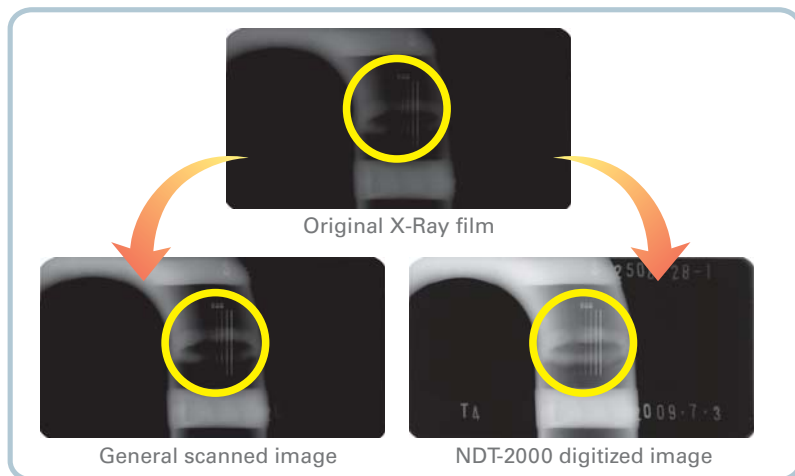 Original X-Ray film
T4
2009·7·3
General scanned image
NDT-2000 digitized image